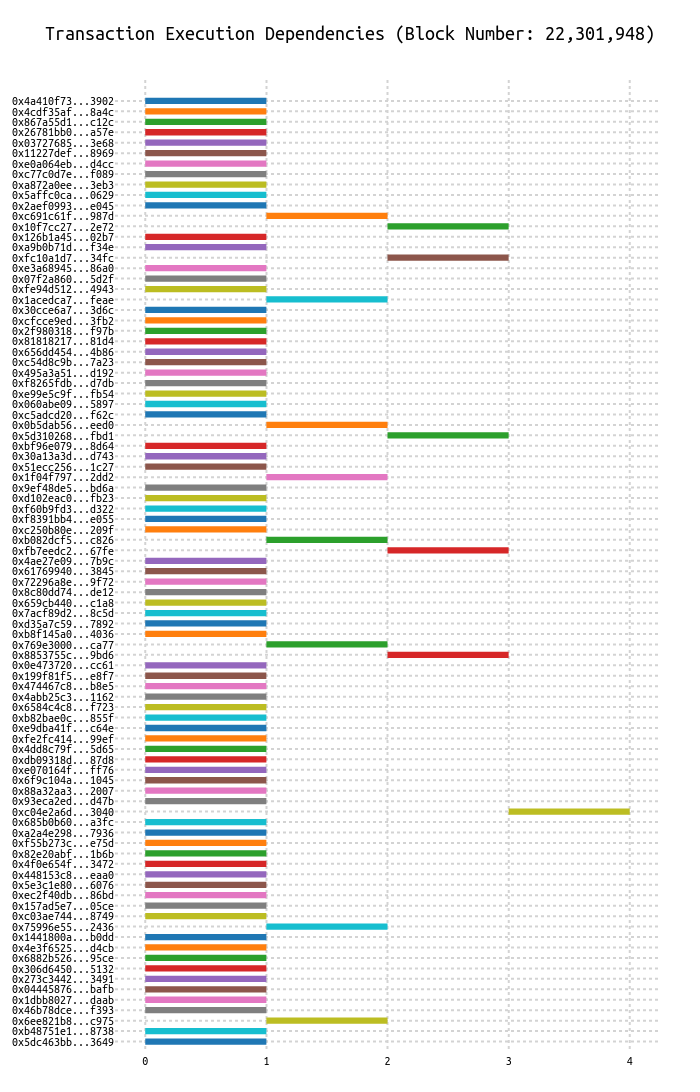 Transaction Execution Dependencies (Block Number: 22,301,948)
0x4a410f73...3902
0x4cdf35af...8a4c
0x867a55d1...c12c
0x26781bb0...a57e
0x03727685...3e68
0x11227def...8969
0xe0a064eb...d4cc
0xc77c0d7e...f089
0xa872a0ee...3eb3
0x5affc0ca...0629
0x2aef0993...e045
0xc691c61f...987d
0x10f7cc27...2e72
0x126b1a45...02b7
0xa9b0b71d...f34e
0xfc10a1d7...34fc
0xe3a68945...86a0
0x07f2a860...5d2f
0xfe94d512...4943
0x1acedca7...feae
0x30cce6a7...3d6c
0xcfcce9ed...3fb2
0x2f980318...f97b
0x81818217...81d4
0x656dd454...4b86
0xc54d8c9b...7a23
0x495a3a51...d192
0xf8265fdb...d7db
0xe99e5c9f...fb54
0x060abe09...5897
0xc5adcd20...f62c
0x0b5dab56...eed0
0x5d310268...fbd1
0xbf96e079...8d64
0x30a13a3d...d743
0x51ecc256...1c27
0x1f04f797...2dd2
0x9ef48de5...bd6a
0xd102eac0...fb23
0xf60b9fd3...d322
0xf8391bb4...e055
0xc250b80e...209f
0xb082dcf5...c826
0xfb7eedc2...67fe
0x4ae27e09...7b9c
0x61769940...3845
0x72296a8e...9f72
0x8c80dd74...de12
0x659cb440...c1a8
0x7acf89d2...8c5d
0xd35a7c59...7892
0xb8f145a0...4036
0x769e3000...ca77
0x8853755c...9bd6
0x0e473720...cc61
0x199f81f5...e8f7
0x474467c8...b8e5
0x4abb25c3...1162
0x6584c4c8...f723
0xb82bae0c...855f
0xe9dba41f...c64e
0xfe2fc414...99ef
0x4dd8c79f...5d65
0xdb09318d...87d8
0xe070164f...ff76
0x6f9c104a...1045
0x88a32aa3...2007
0x93eca2ed...d47b
0xc04e2a6d...3040
0x685b0b60...a3fc
0xa2a4e298...7936
0xf55b273c...e75d
0x82e20abf...1b6b
0x4f0e654f...3472
0x448153c8...eaa0
0x5e3c1e80...6076
0xec2f40db...86bd
0x157ad5e7...05ce
0xc03ae744...8749
0x75996e55...2436
0x1441800a...b0dd
0x4e3f6525...d4cb
0x6882b526...95ce
0x306d6450...5132
0x273c3442...3491
0x04445876...bafb
0x1dbb8027...daab
0x46b78dce...f393
0x6ee821b8...c975
0xb48751e1...8738
0x5dc463bb...3649
0 1 2 3 4